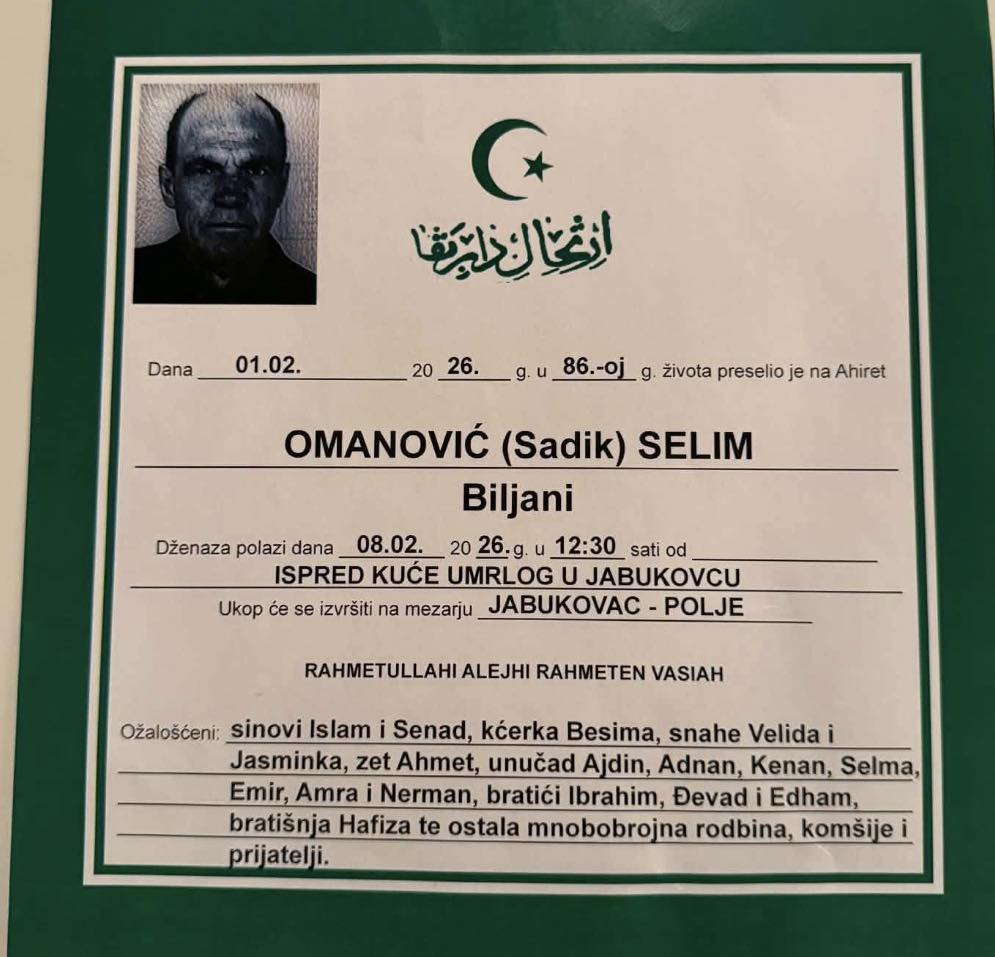 انتحال دار بقا
Dana 01.02. 20 26. g. u 86.-oj g. života preselio je na Ahiret
OMANOVIĆ (Sadik) SELIM
Biljani
Dženaza polazi dana 08.02. 20 26. g. u 12:30 sati od
ISPRED KUĆE UMRLOG U JABUKOVCU
Ukop će se izvršiti na mezarju JABUKOVAC - POLJE
RAHMETULLAHI ALEJHI RAHMETEN VASIAH
Ožalošćeni: sinovi Islam i Senad, kćerka Besima, snahe Velida i
Jasminka, zet Ahmet, unučad Ajdin, Adnan, Kenan, Selma,
Emir, Amra i Nerman, bratići Ibrahim, Đevad i Edham,
bratišnja Hafiza te ostala mnobobrojna rodbina, komšije i
prijatelji.